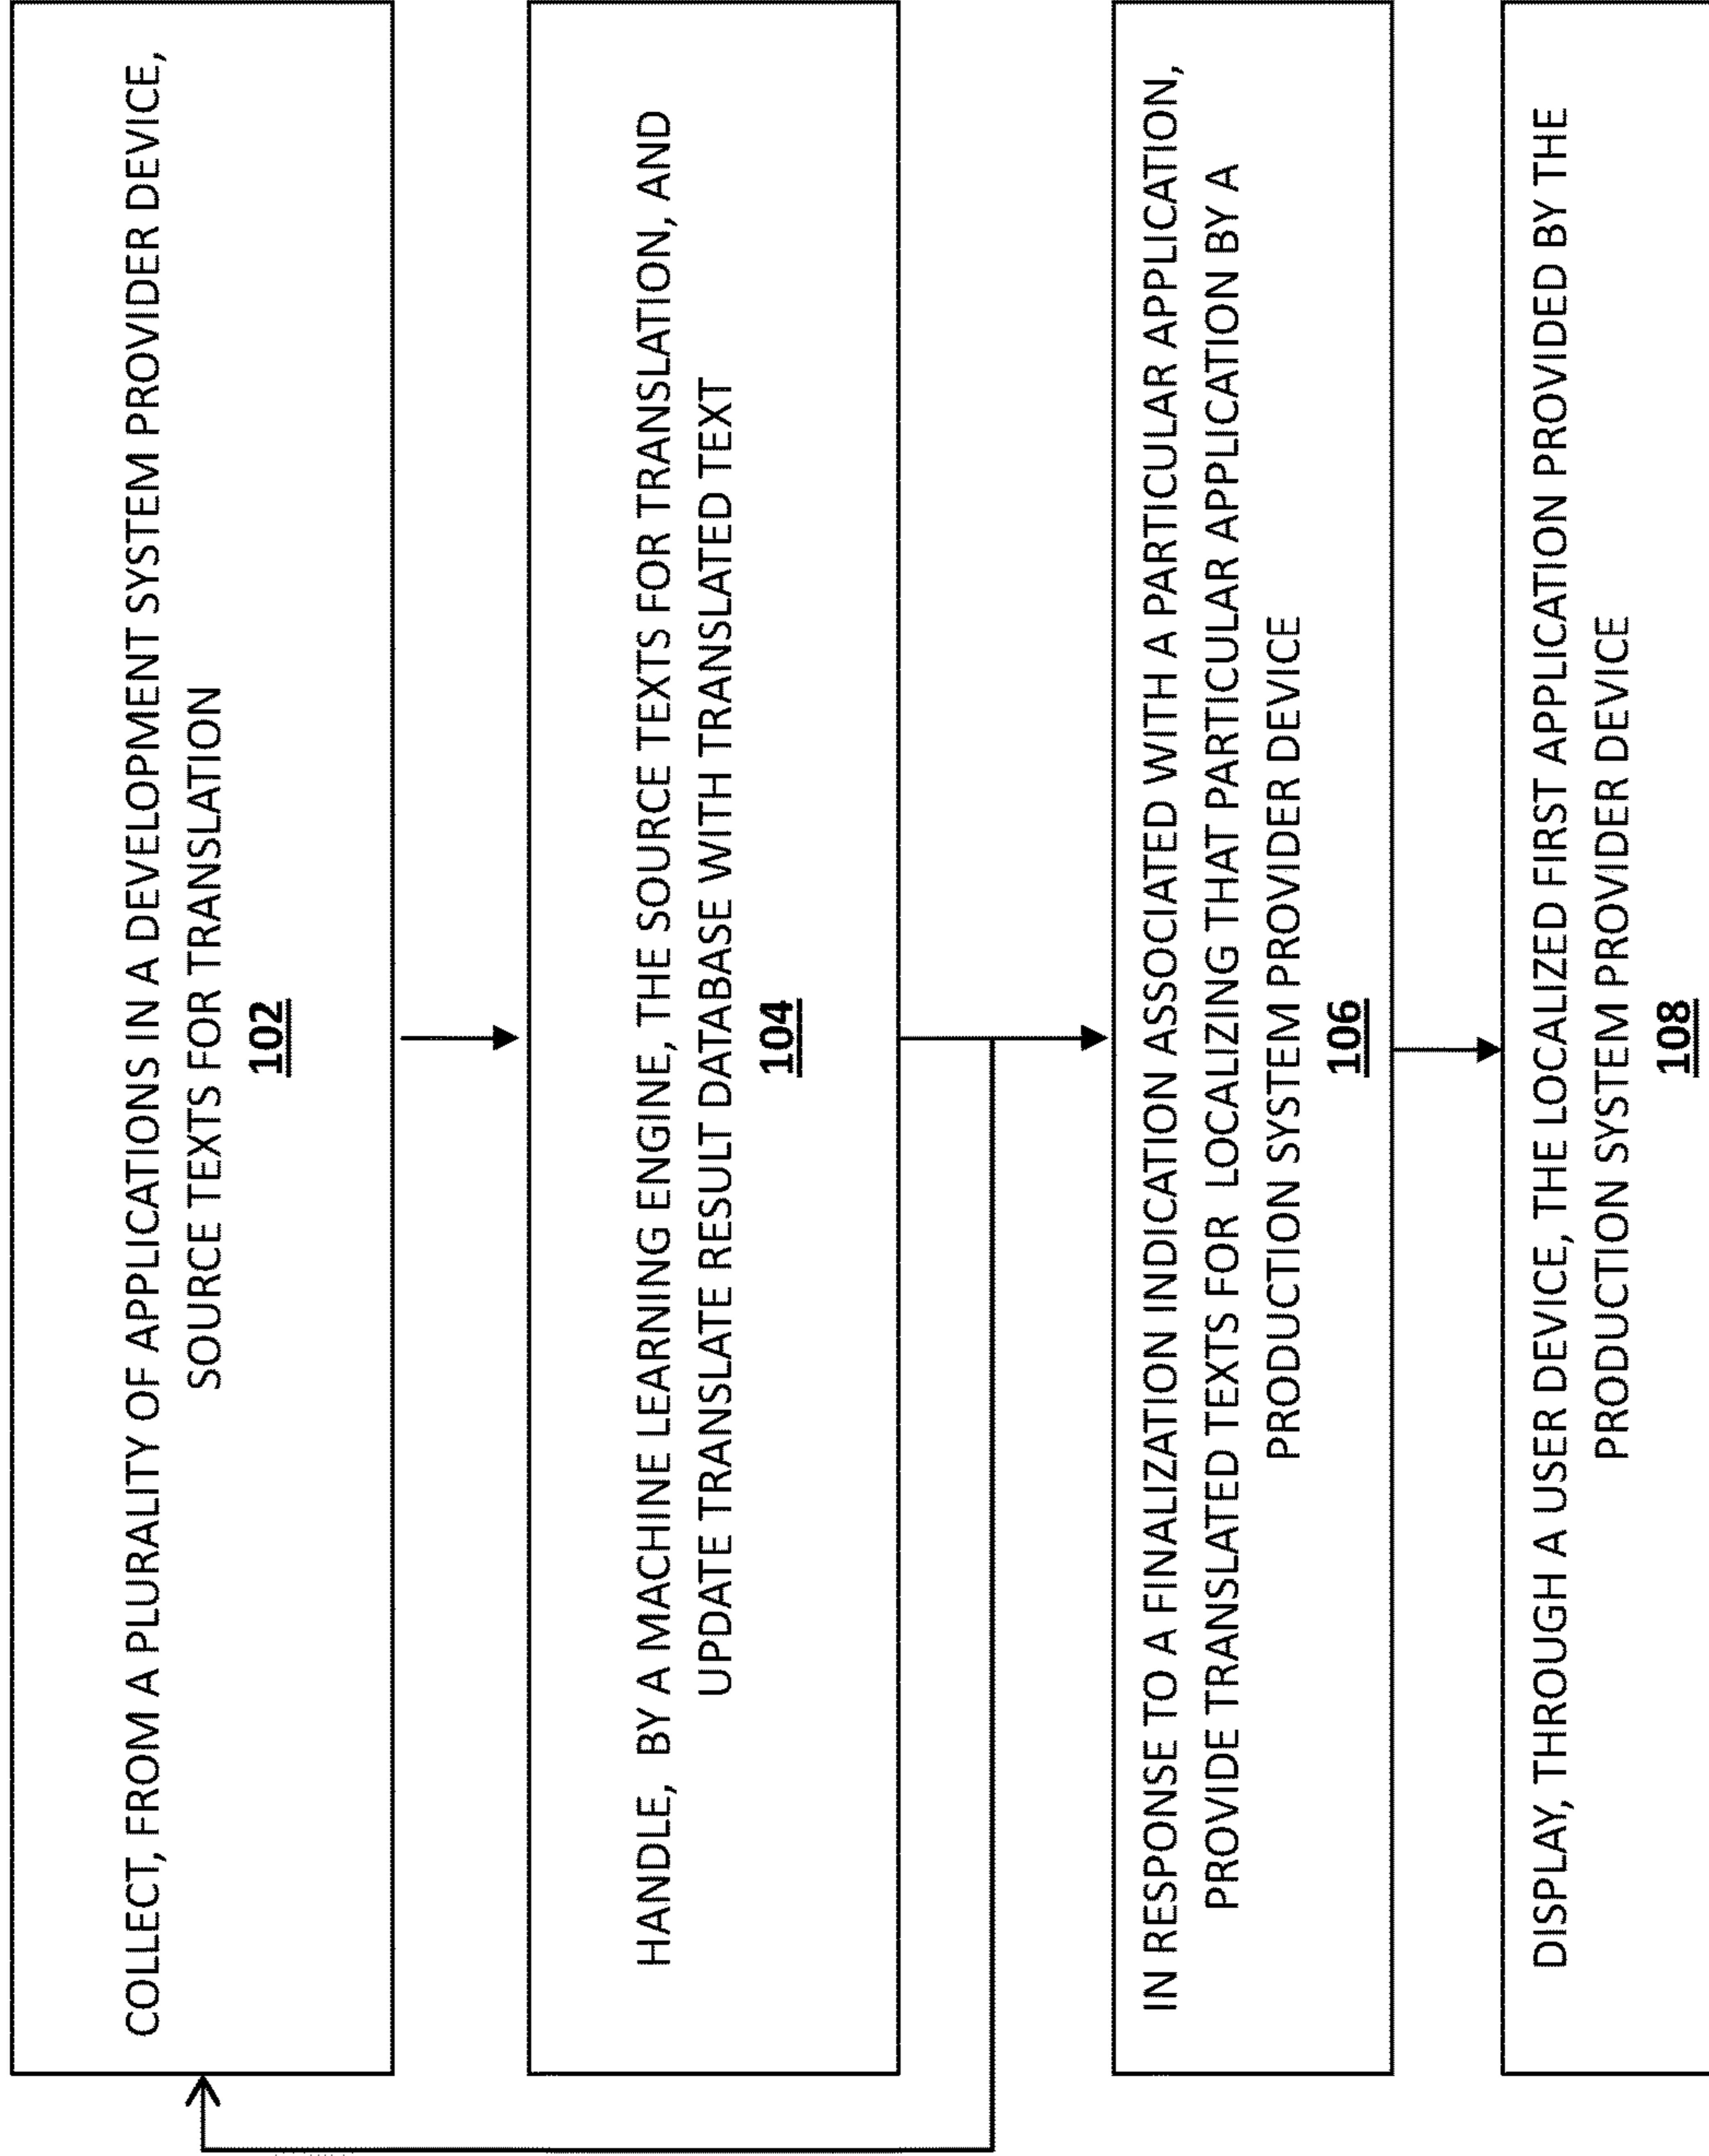 COLLECT, FROM A PLURALITY OF APPLICATIONS IN A DEVELOPMENT SYSTEM PROVIDER DEVICE,
SOURCE TEXTS FOR TRANSLATION
102
HANDLE, BY A MACHINE LEARNING ENGINE, THE SOURCE TEXTS FOR TRANSLATION, AND
UPDATE TRANSLATE RESULT DATABASE WITH TRANSLATED TEXT
104
IN RESPONSE TO A FINALIZATION INDICATION ASSOCIATED WITH A PARTICULAR APPLICATION,
PROVIDE TRANSLATED TEXTS FOR LOCALIZING THAT PARTICULAR APPLICATION BY A
PRODUCTION SYSTEM PROVIDER DEVICE
106
DISPLAY, THROUGH A USER DEVICE, THE LOCALIZED FIRST APPLICATION PROVIDED BY THE
PRODUCTION SYSTEM PROVIDER DEVICE
108